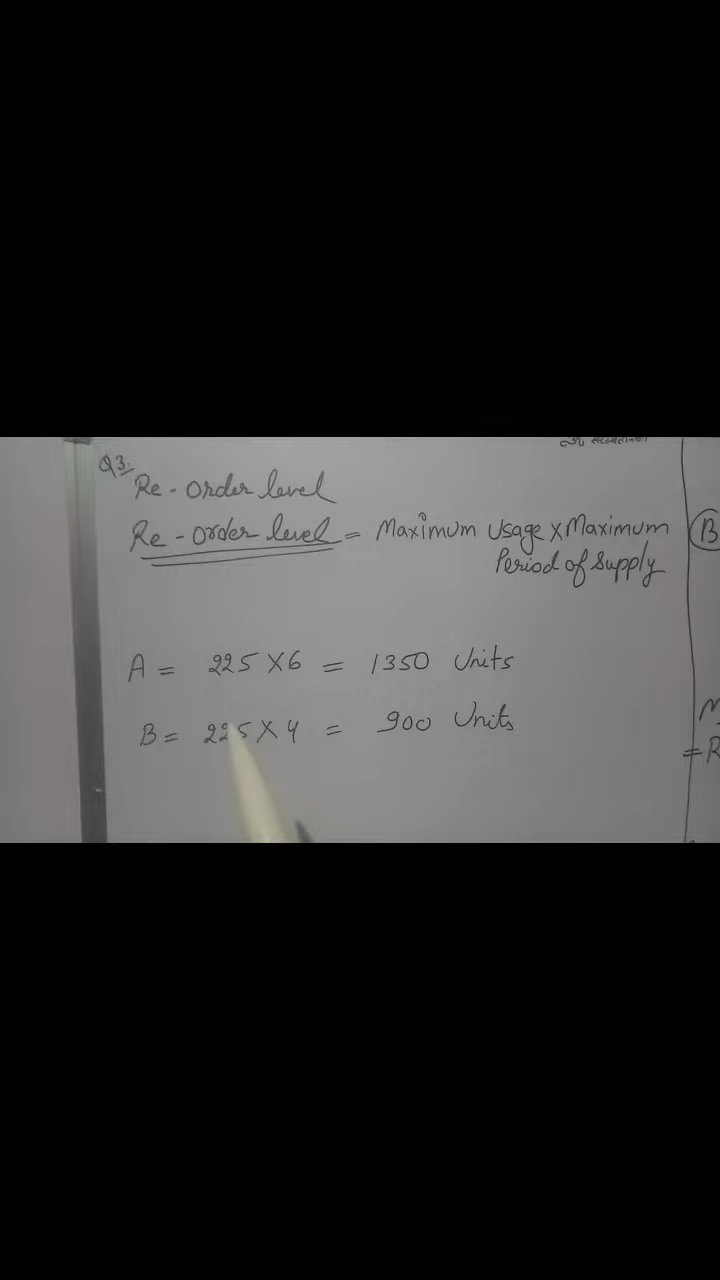 Q3.
Re-order level
Re-order level = Maximum Usage X Maximum
Period of Supply
B
A = 225 X 6 = 1350 Units
B = 225 X 4 = 900 Units